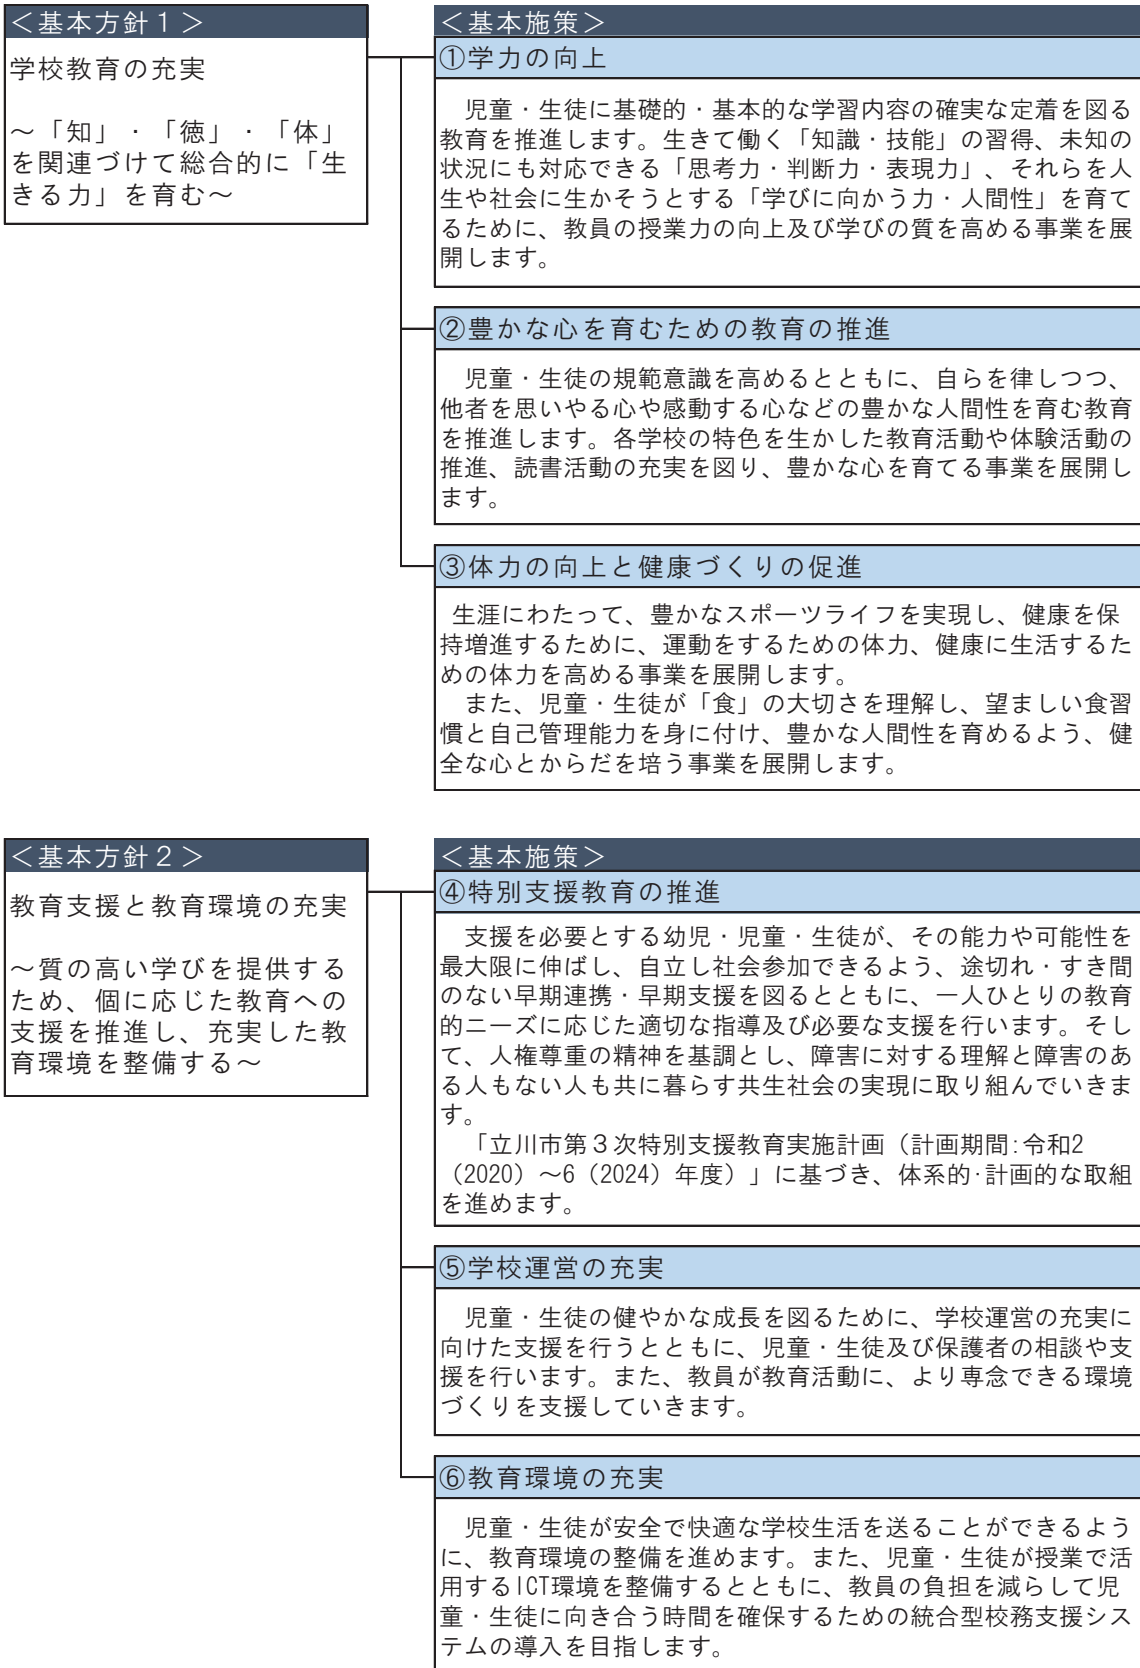 ＜基本方針１＞
学校教育の充実
～「知」・「徳」・「体」
を関連づけて総合的に「生
きる力」を育む～
＜基本施策＞
①学力の向上
児童・生徒に基礎的・基本的な学習内容の確実な定着を図る
教育を推進します。生きて働く「知識・技能」の習得、未知の
状況にも対応できる「思考力・判断力・表現力」、それらを人
生や社会に生かそうとする「学びに向かう力・人間性」を育て
るために、教員の授業力の向上及び学びの質を高める事業を展
開します。
②豊かな心を育むための教育の推進
児童・生徒の規範意識を高めるとともに、自らを律しつつ、
他者を思いやる心や感動する心などの豊かな人間性を育む教育
を推進します。各学校の特色を生かした教育活動や体験活動の
推進、読書活動の充実を図り、豊かな心を育てる事業を展開し
ます。
③体力の向上と健康づくりの促進
生涯にわたって、豊かなスポーツライフを実現し、健康を保
持増進するために、運動をするための体力、健康に生活するた
めの体力を高める事業を展開します。
また、児童・生徒が「食」の大切さを理解し、望ましい食習
慣と自己管理能力を身に付け、豊かな人間性を育めるよう、健
全な心とからだを培う事業を展開します。
＜基本方針２＞
教育支援と教育環境の充実
～質の高い学びを提供する
ため、個に応じた教育への
支援を推進し、充実した教
育環境を整備する～
＜基本施策＞
④特別支援教育の推進
支援を必要とする幼児・児童・生徒が、その能力や可能性を
最大限に伸ばし、自立し社会参加できるよう、途切れ・すき間
のない早期連携・早期支援を図るとともに、一人ひとりの教育
的ニーズに応じた適切な指導及び必要な支援を行います。そし
て、人権尊重の精神を基調とし、障害に対する理解と障害のあ
る人もない人も共に暮らす共生社会の実現に取り組んでいきま
す。
「立川市第３次特別支援教育実施計画（計画期間:令和2
（2020）～6（2024）年度）」に基づき、体系的・計画的な取組
を進めます。
⑤学校運営の充実
児童・生徒の健やかな成長を図るために、学校運営の充実に
向けた支援を行うとともに、児童・生徒及び保護者の相談や支
援を行います。また、教員が教育活動に、より専念できる環境
づくりを支援していきます。
⑥教育環境の充実
児童・生徒が安全で快適な学校生活を送ることができるよう
に、教育環境の整備を進めます。また、児童・生徒が授業で活
用するICT環境を整備するとともに、教員の負担を減らして児
童・生徒に向き合う時間を確保するための統合型校務支援シス
テムの導入を目指します。